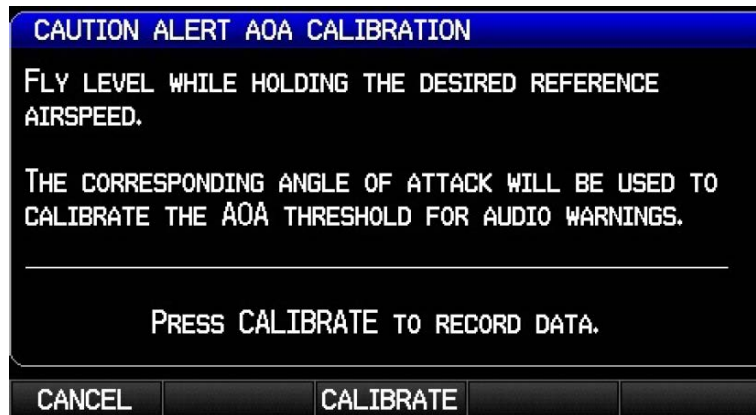 CAUTION ALERT AOA CALIBRATION
FLY LEVEL WHILE HOLDING THE DESIRED REFERENCE
AIRSPEED.
THE CORRESPONDING ANGLE OF ATTACK WILL BE USED TO
CALIBRATE THE AOA THRESHOLD FOR AUDIO WARNINGS.
PRESS CALIBRATE TO RECORD DATA.
CANCEL CALIBRATE